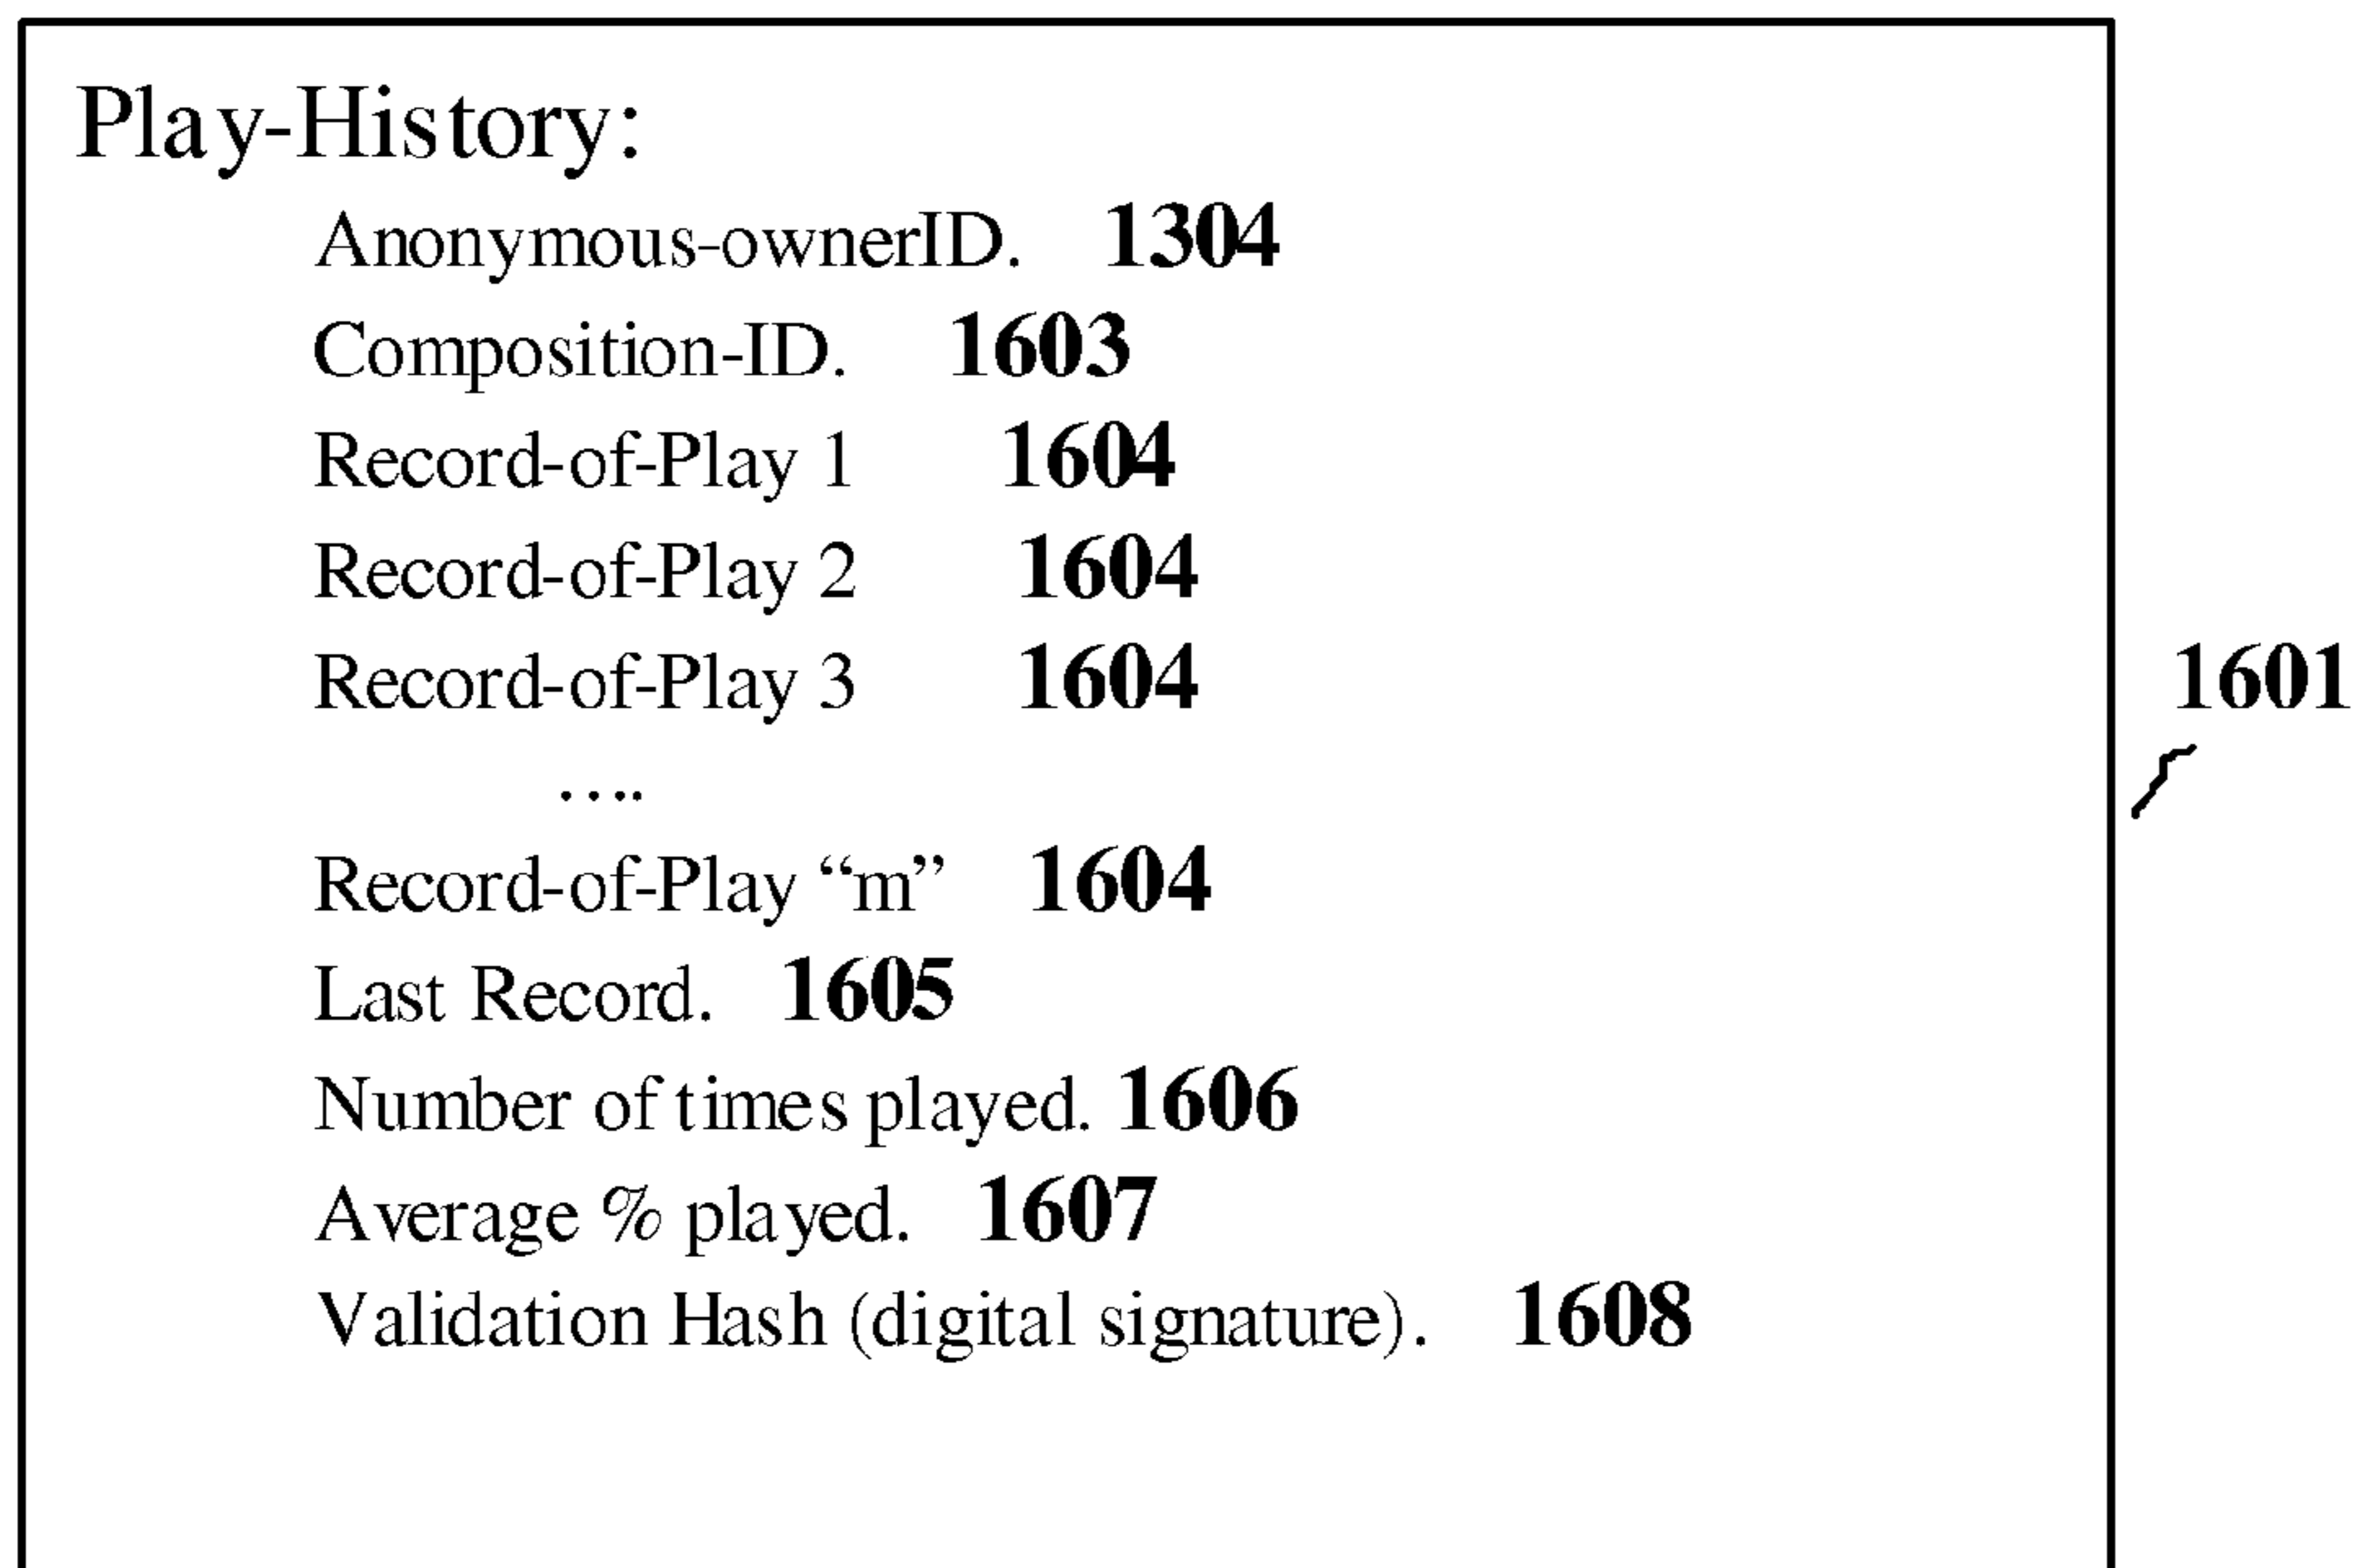 Play-History:
Anonymous-ownerID. 1304
Composition-ID. 1603
Record-of-Play 1 1604
Record-of-Play 2 1604
Record-of-Play 3 1604
1601
....
Record-of-Play “m” 1604
Last Record. 1605
Number of times played. 1606
Average % played. 1607
Validation Hash (digital signature). 1608